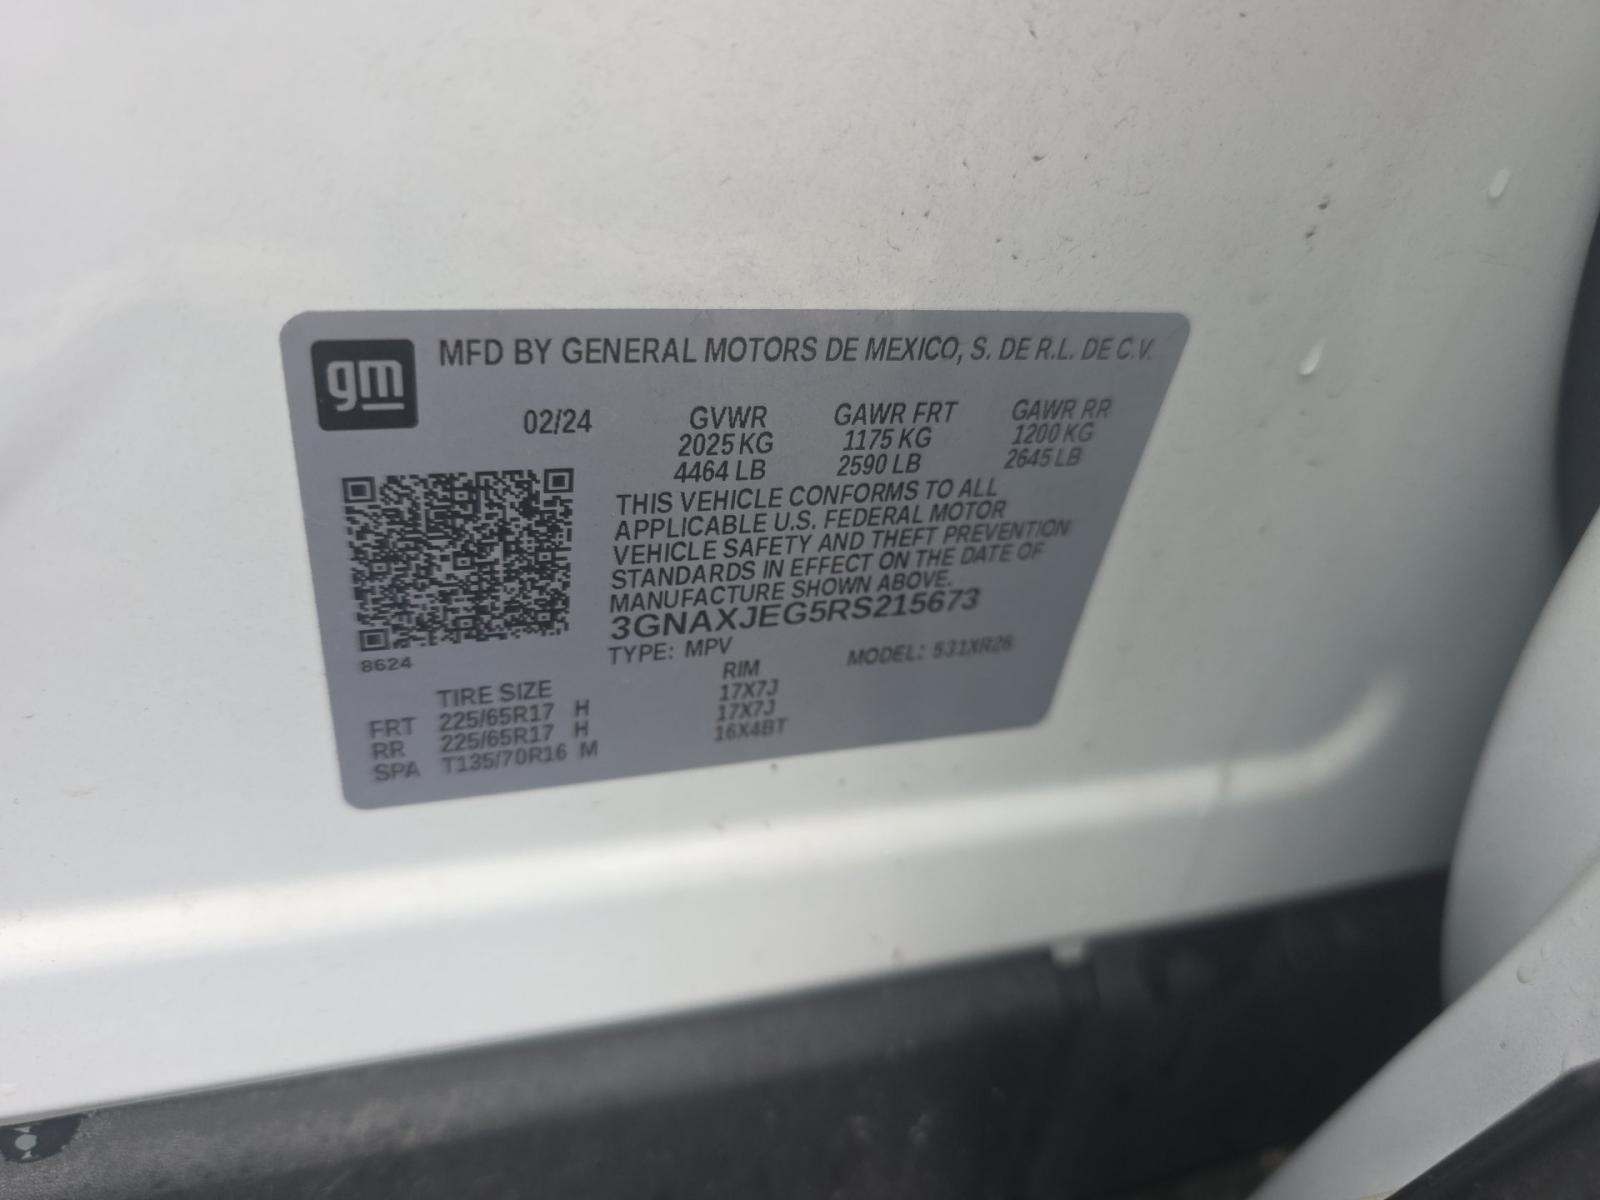 gm
MFD BY GENERAL MOTORS DE MEXICO, S. DE R.L. DE C.V.
02/24 GVWR GAWR FRT GAWR RR
2025 KG 1175 KG 1200 KG
4464 LB 2590 LB 2645 LB
THIS VEHICLE CONFORMS TO ALL
APPLICABLE U.S. FEDERAL MOTOR
VEHICLE SAFETY AND THEFT PREVENTION
STANDARDS IN EFFECT ON THE DATE OF
MANUFACTURE SHOWN ABOVE.
3GNAXJEG5RS215673
TYPE: MPV MODEL: 531XR26
8624
TIRE SIZE RIM
FRT 225/65R17 H 17X7J
RR 225/65R17 H 17X7J
SPA T135/70R16 M 16X4BT